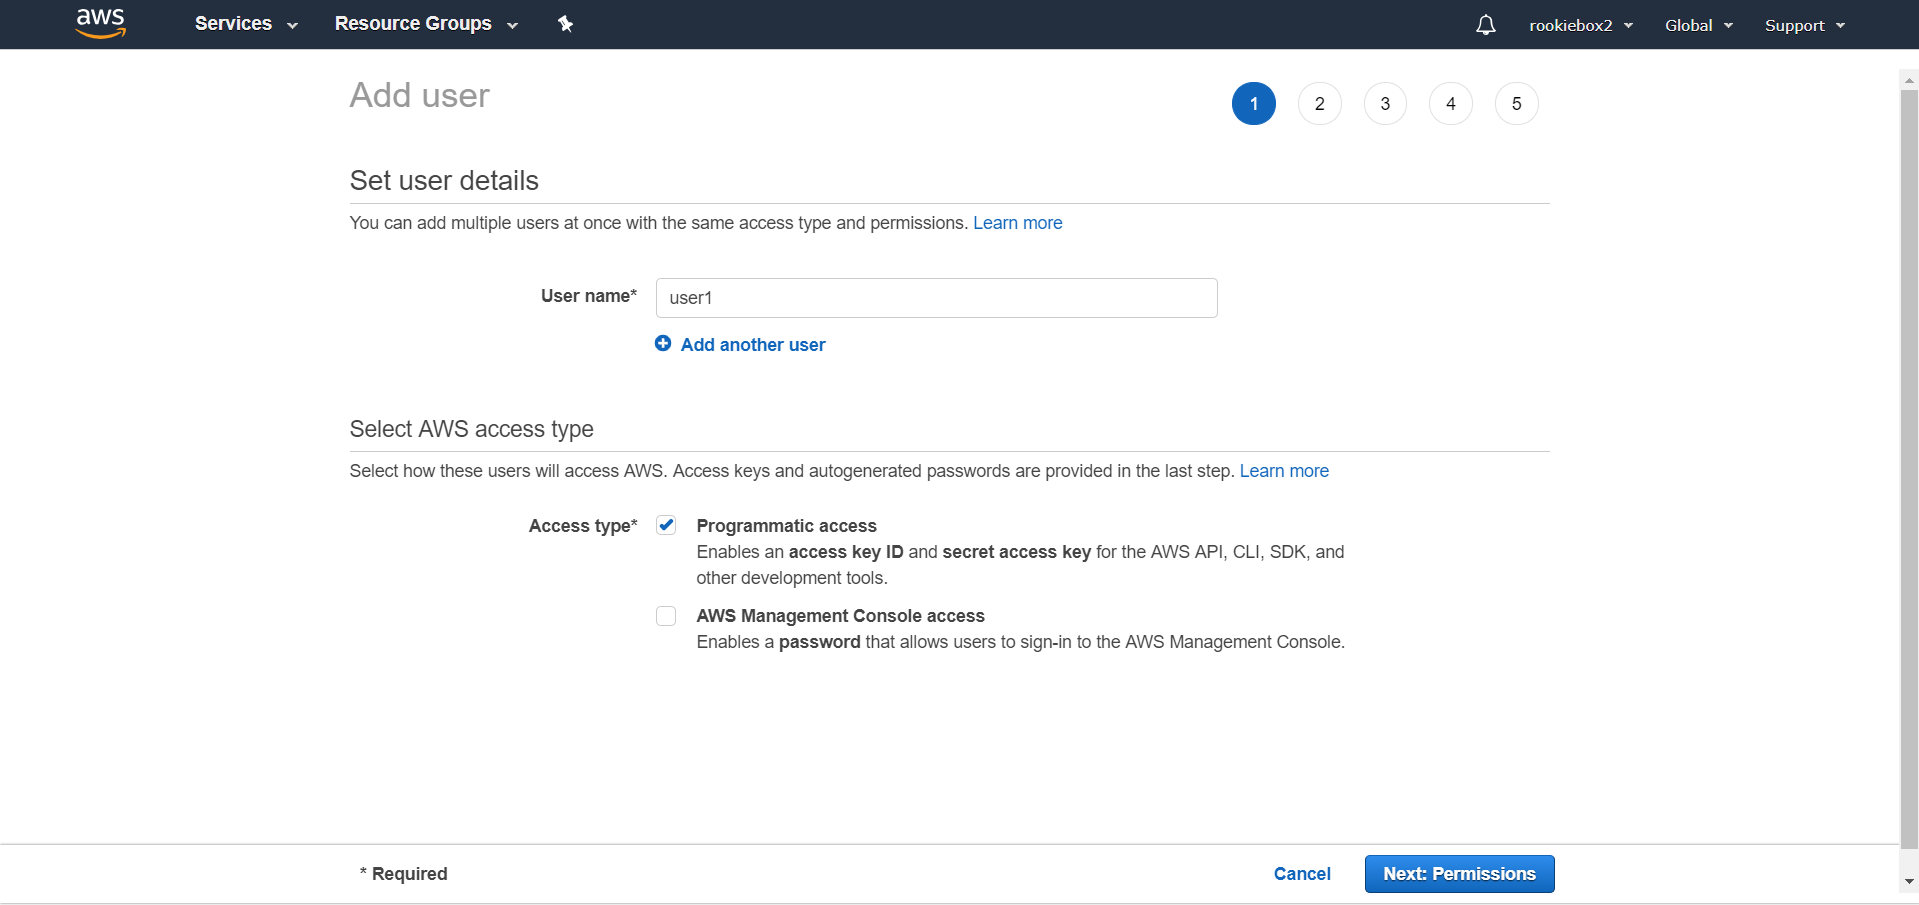 aws Services Resource Groups rookiebox2 Global Support
Add user 1 2 3 4 5
Set user details
You can add multiple users at once with the same access type and permissions. Learn more
User name* user1
Add another user
Select AWS access type
Select how these users will access AWS. Access keys and autogenerated passwords are provided in the last step. Learn more
Access type* Programmatic access
Enables an access key ID and secret access key for the AWS API, CLI, SDK, and
other development tools.
AWS Management Console access
Enables a password that allows users to sign-in to the AWS Management Console.
* Required Cancel Next: Permissions